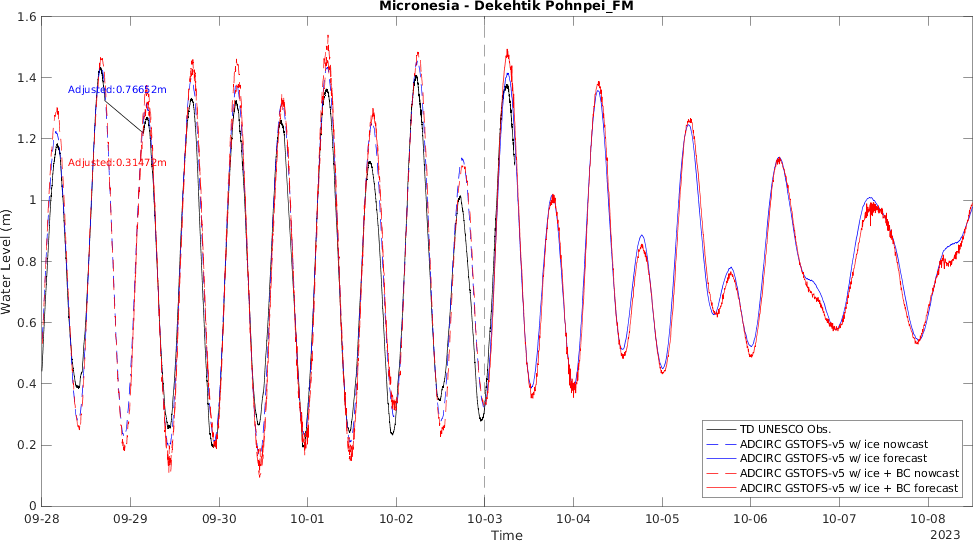 Micronesia - Dekehtik Pohnpei_FM
1.6
1.4
1.2
1
0.8
0.6
0.4
0.2
0
Water Level (m)
Adjusted:0.76652m
Adjusted:0.31472m
TD UNESCO Obs.
ADCIRC GSTOFS-v5 w/ ice nowcast
ADCIRC GSTOFS-v5 w/ ice forecast
ADCIRC GSTOFS-v5 w/ ice + BC nowcast
ADCIRC GSTOFS-v5 w/ ice + BC forecast
09-28 09-29 09-30 10-01 10-02 10-03 10-04 10-05 10-06 10-07 10-08
2023
Time